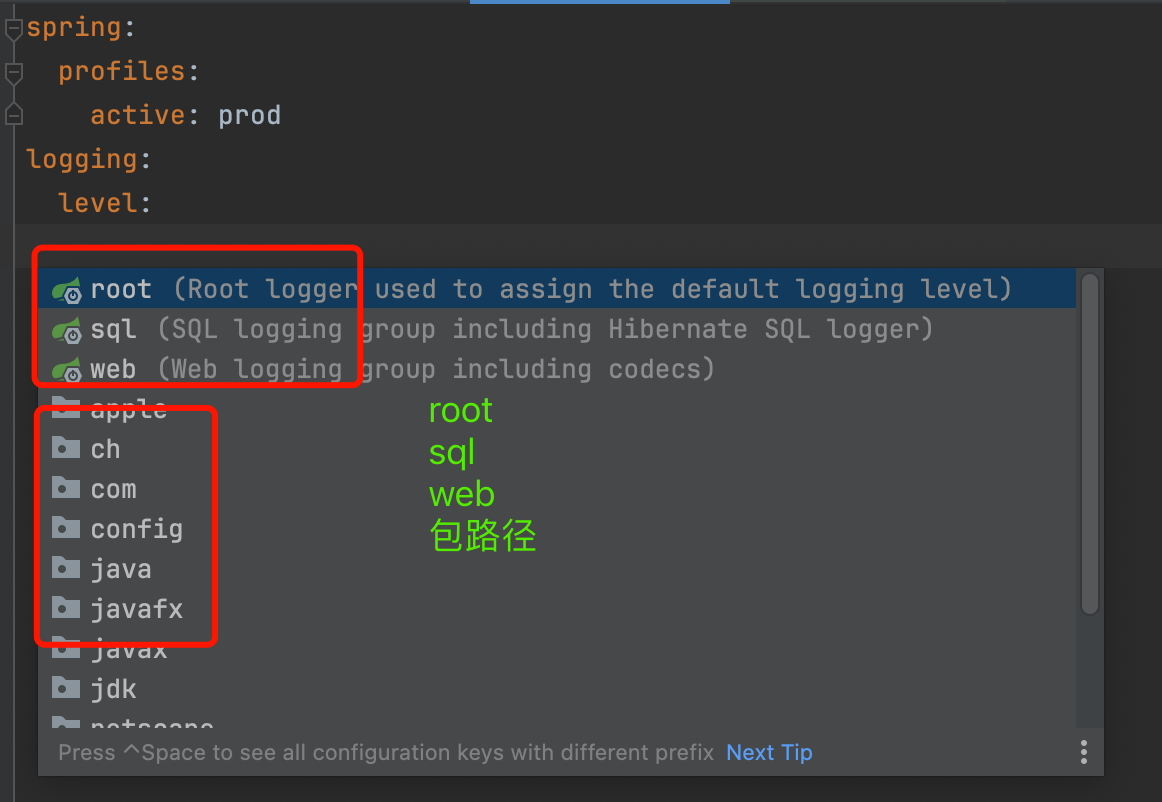 spring:
profiles:
active: prod
logging:
level:
root (Root logger used to assign the default logging level)
sql (SQL logging group including Hibernate SQL logger)
web (Web logging group including codecs)
apple
ch
com
config
java
javafx
javax
jdk
netscape
root
sql
web
包路径
Press ^Space to see all configuration keys with different prefix Next Tip